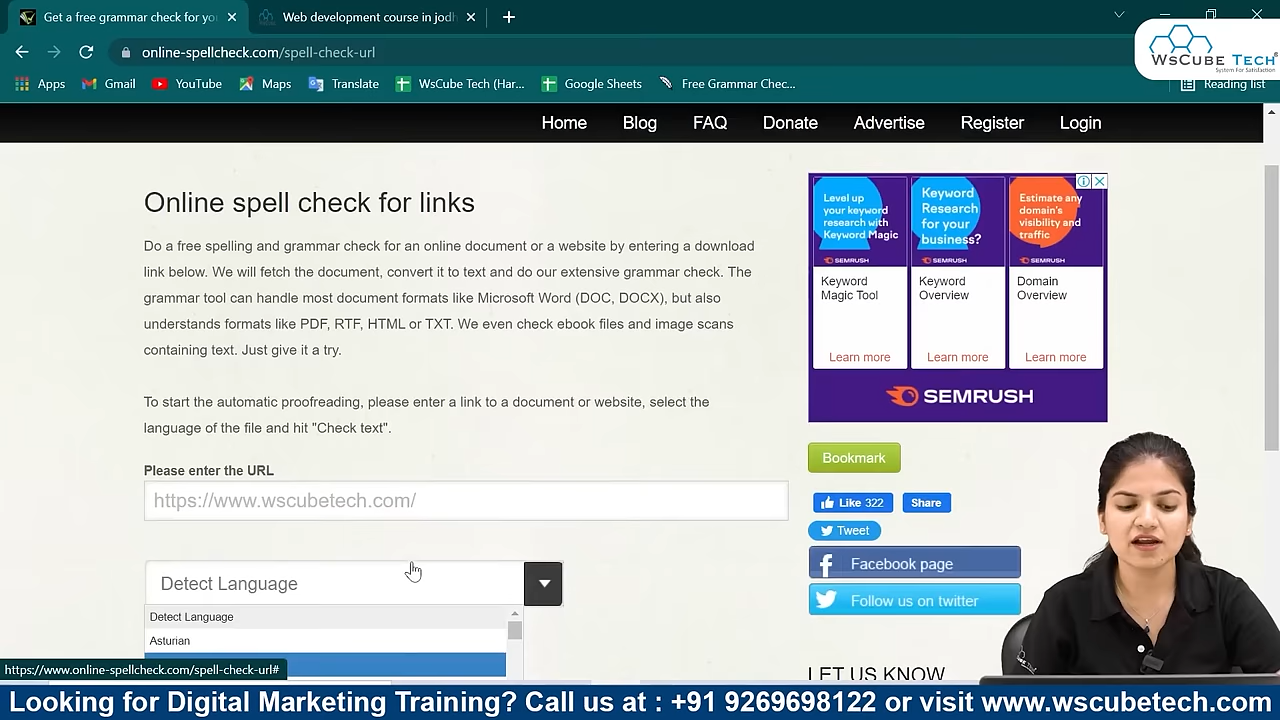 Get a free grammar check for yo
Web development course in jodh
online-spellcheck.com/spell-check-url
WsCube Tech®
System For Satisfaction
Apps
Gmail
YouTube
Maps
Translate
WsCube Tech (Har...
Google Sheets
Free Grammar Chec...
Reading list
Home
Blog
FAQ
Donate
Advertise
Register
Login
Online spell check for links
Do a free spelling and grammar check for an online document or a website by entering a download
link below. We will fetch the document, convert it to text and do our extensive grammar check. The
grammar tool can handle most document formats like Microsoft Word (DOC, DOCX), but also
understands formats like PDF, RTF, HTML or TXT. We even check ebook files and image scans
containing text. Just give it a try.
To start the automatic proofrending, please enter a link to a document or website, select the
language of the file and hit "Check text".
Please enter the URL
https://www.wscubetech.com/
Detect Language
Detect Language
Asturian
https://www.online-spellcheck.com/spell-check-url#
Level up
your keyword
research with
Keyword Magic
SEMRUSH
Keyword
Magic Tool
Learn more
Keyword
Research
for your
business?
SEMRUSH
Keyword
Overview
Learn more
Estimate any
domain's
visibility and
traffic
SEMRUSH
Domain
Overview
Learn more
SEMRUSH
Bookmark
Like 322
Share
Tweet
Facebook page
Follow us on twitter
LET US KNOW
Looking for Digital Marketing Training? Call us at : +91 9269698122 or visit www.wscubetech.com